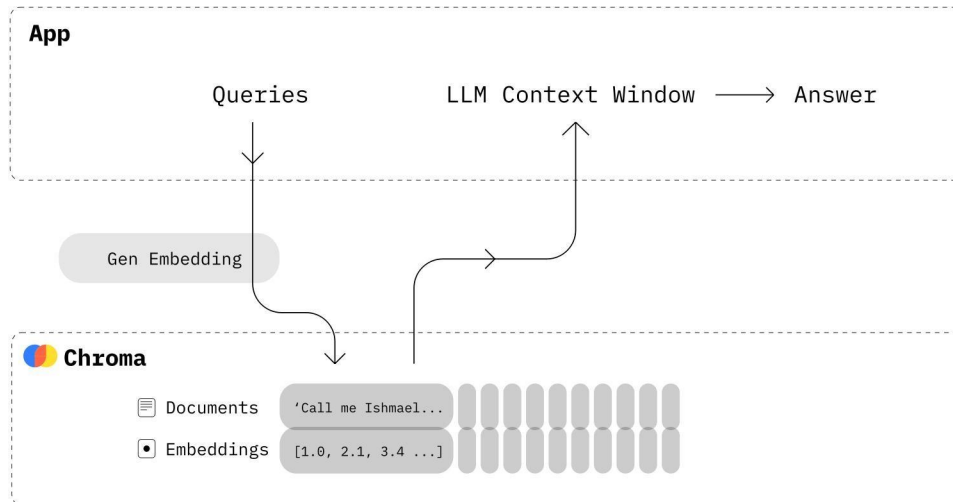 App
Queries
LLM Context Window
Answer
Gen Embedding
Chroma
Documents
‘Call me Ishmael...
Embeddings
[1.0, 2.1, 3.4 ...]